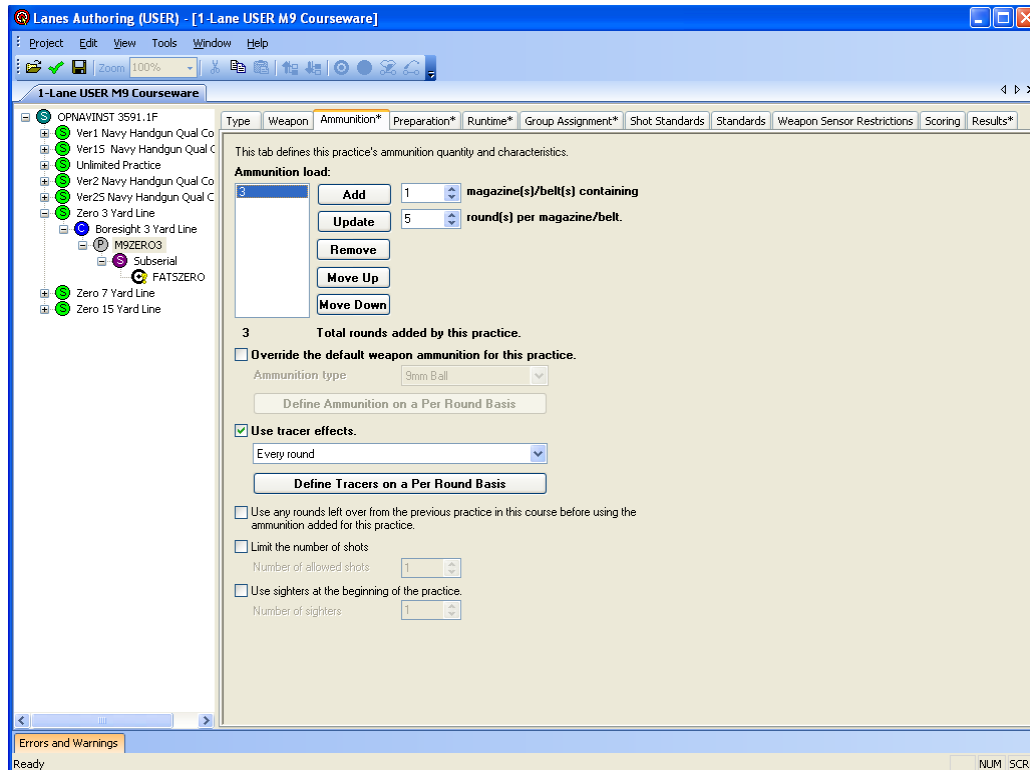 Lanes Authoring (USER) - [1-Lane USER M9 Courseware]
Project Edit View Tools Window Help
Zoom 100%
1-Lane USER M9 Courseware
OPNAVINST 3591.1F
Ver1 Navy Handgun Qual Co
Ver1S Navy Handgun Qual C
Unlimited Practice
Ver2 Navy Handgun Qual Co
Ver2S Navy Handgun Qual C
Zero 3 Yard Line
C Boresight 3 Yard Line
P M9ZERO3
S Subserial
FATSZERO
Zero 7 Yard Line
Zero 15 Yard Line
Type Weapon Ammunition* Preparation* Runtime* Group Assignment* Shot Standards Standards Weapon Sensor Restrictions Scoring Results*
This tab defines this practice's ammunition quantity and characteristics.
Ammunition load:
3
Add 1 magazine(s)/belt(s) containing
Update 5 round(s) per magazine/belt.
Remove
Move Up
Move Down
3 Total rounds added by this practice.
Override the default weapon ammunition for this practice.
Ammunition type 9mm Ball
Define Ammunition on a Per Round Basis
Use tracer effects.
Every round
Define Tracers on a Per Round Basis
Use any rounds left over from the previous practice in this course before using the
ammunition added for this practice.
Limit the number of shots
Number of allowed shots 1
Use sighters at the beginning of the practice.
Number of sighters 1
Errors and Warnings
Ready NUM SCR